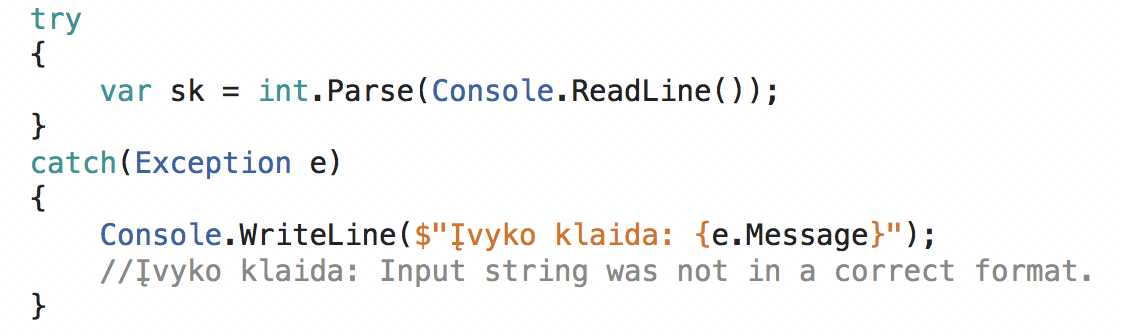 try
{
    var sk = int.Parse(Console.ReadLine());
}
catch(Exception e)
{
    Console.WriteLine($"Įvyko klaida: {e.Message}");
    //Įvyko klaida: Input string was not in a correct format.
}